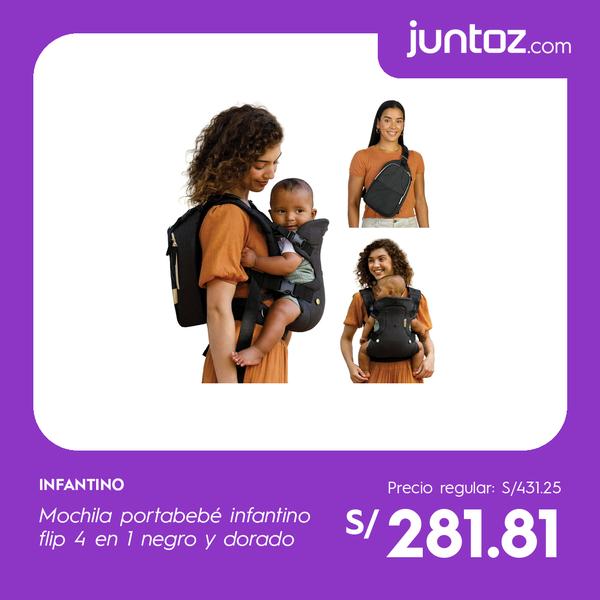 juntoz.com
INFANTINO
Mochila portabebé infantino
flip 4 en 1 negro y dorado
Precio regular: S/431.25
S/ 281.81